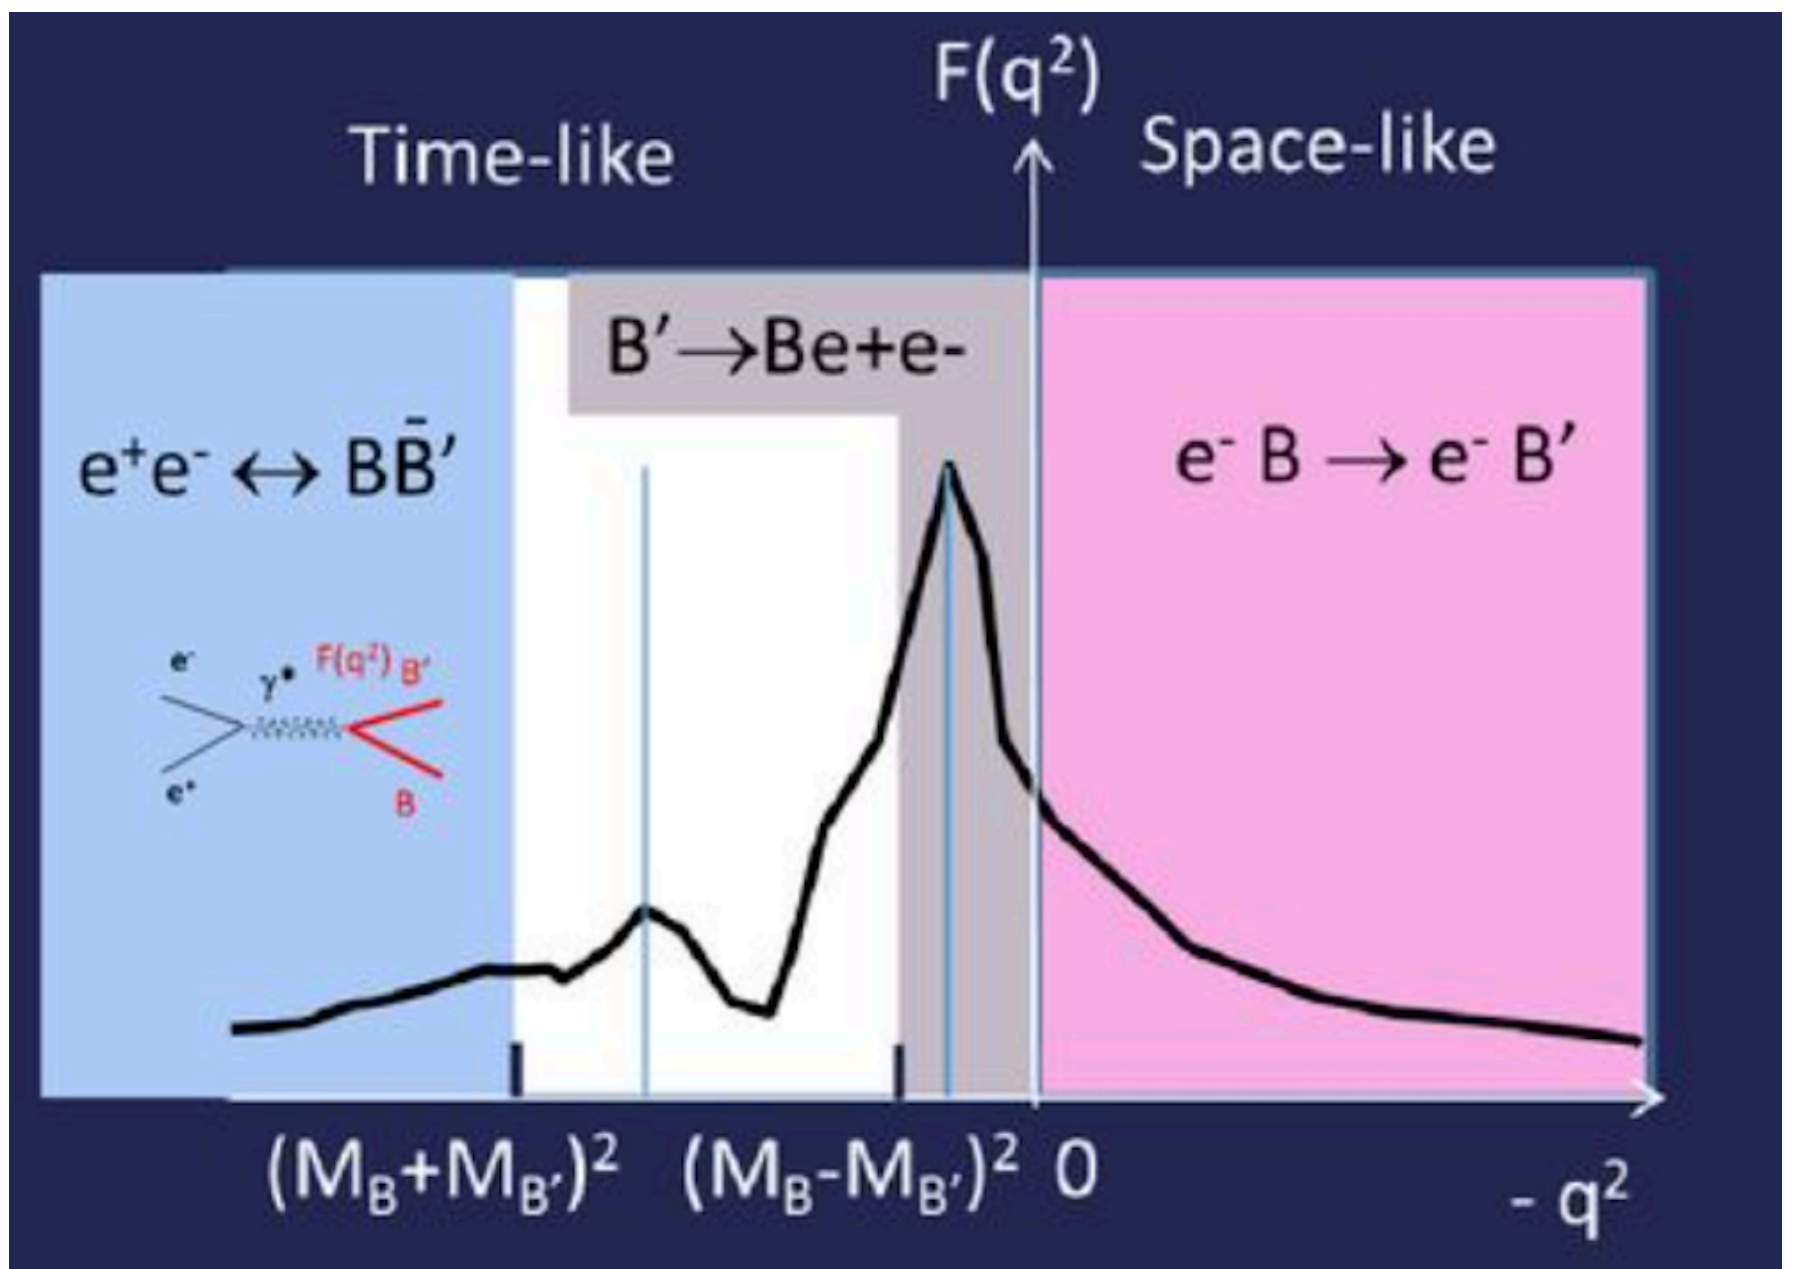 F(q²)
Time-like
Space-like
B′→Be+e-
e⁺e⁻ ↔ BB̄′
e⁻ B → e⁻ B′
e⁻
γ*
F(q²)
B′
e⁺
B
(M_B+M_B′)²
(M_B-M_B′)²
0
- q²